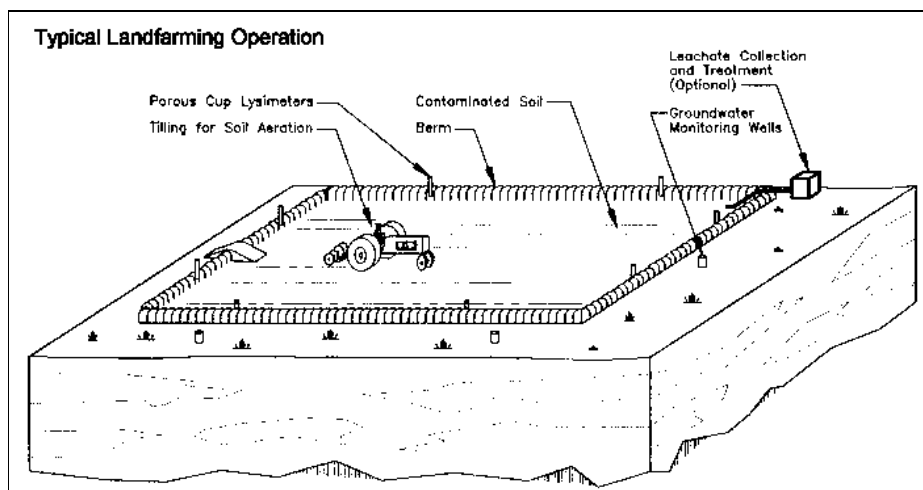 Typical Landfarming Operation
Leachate Collection
and Treatment
(Optional)
Porous Cup Lysimeters
Contaminated Soil
Groundwater
Monitoring Wells
Tilling for Soil Aeration
Berm